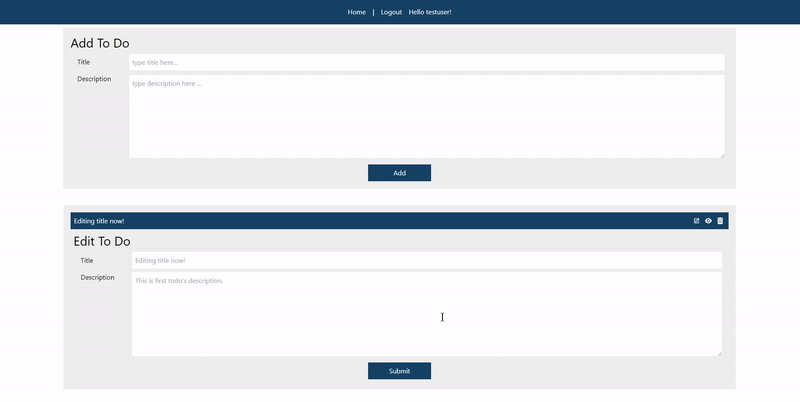 Home | Logout Hello testuser!
Add To Do
Title type title here...
Description type description here ...
Add
Editing title now!
Edit To Do
Title Editing title now!
Description This is first todo's description.
Submit